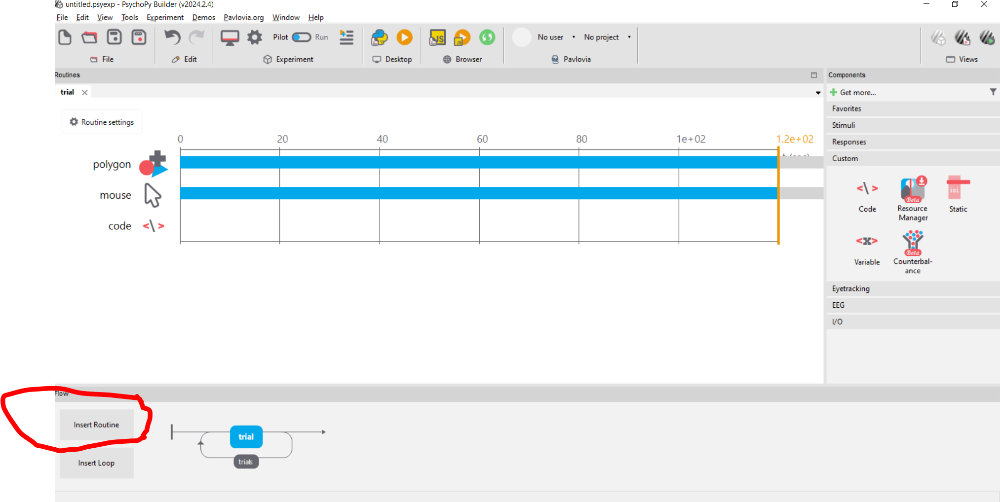 untitled.psyexp - PsychoPy Builder (v2024.2.4)
File Edit View Tools Experiment Demos Pavlovia.org Window Help
Pilot Run
JS
JS
No user
No project
File
Edit
Experiment
Desktop
Browser
Pavlovia
Views
Routines
Components
trial
Get more...
Routine settings
Favorites
Stimuli
Responses
Custom
0 20 40 60 80 1e+02 1.2e+02
t (sec)
polygon
mouse
code
isi
Beta
Code
Resource Manager
Static
Beta
Variable
Counterbal-
ance
Eyetracking
EEG
I/O
Flow
Insert Routine
trial
trials
Insert Loop